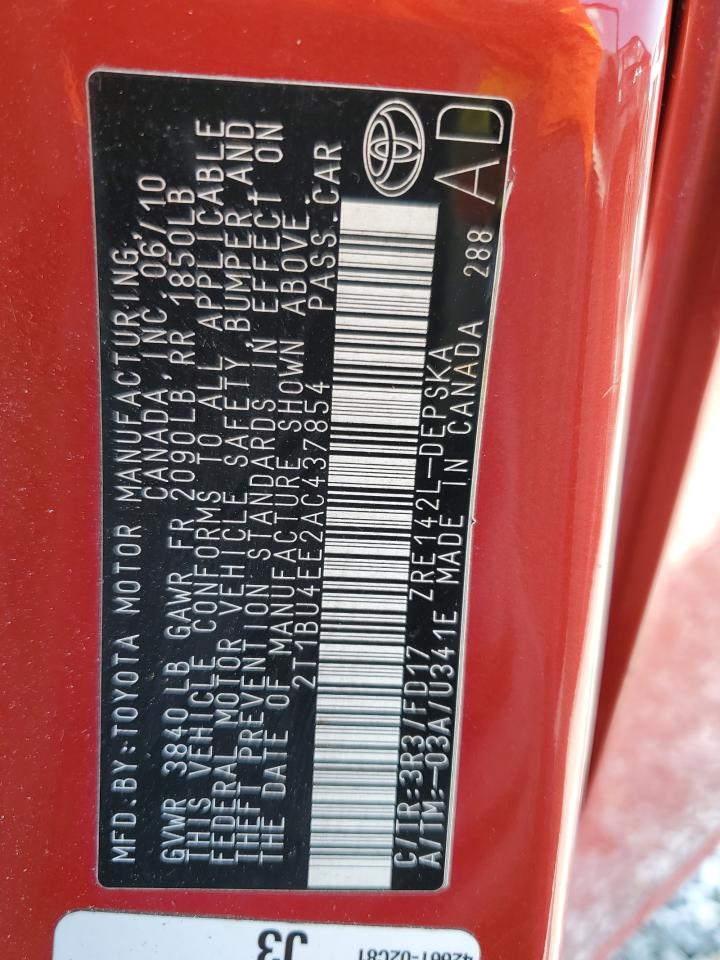 MFD.BY:TOYOTA MOTOR MANUFACTURING,
CANADA, INC. 06/10
GVWR 3840LB GAWR FR 2090LB RR 1850LB
THIS VEHICLE CONFORMS TO ALL APPLICABLE
FEDERAL MOTOR VEHICLE SAFETY, BUMPER AND
THEFT PREVENTION STANDARDS IN EFFECT ON
THE DATE OF MANUFACTURE SHOWN ABOVE.
2T1BU4EE2AC437854 PASS.CAR
C/TR:3R3/FD17 ZRE142L-DEPSKA
A/TM:-03A/U341E MADE IN CANADA 288
AD
J3
42661-02C81